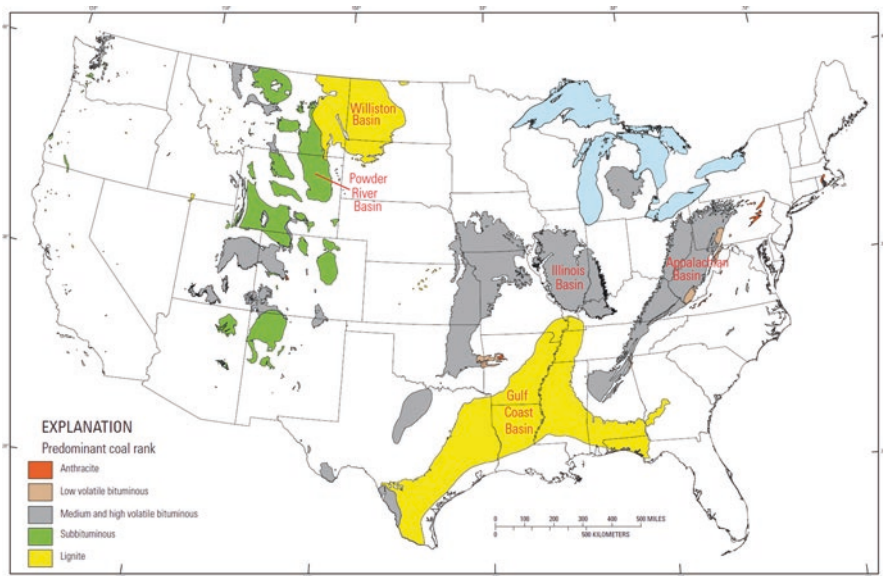 Williston
Basin
Powder
River
Basin
Illinois
Basin
Appalachian
Basin
Gulf
Coast
Basin
EXPLANATION
Predominant coal rank
Anthracite
Low volatile bituminous
Medium and high volatile bituminous
Subbituminous
Lignite
0 100 200 300 400 500 MILES
0 500 KILOMETERS